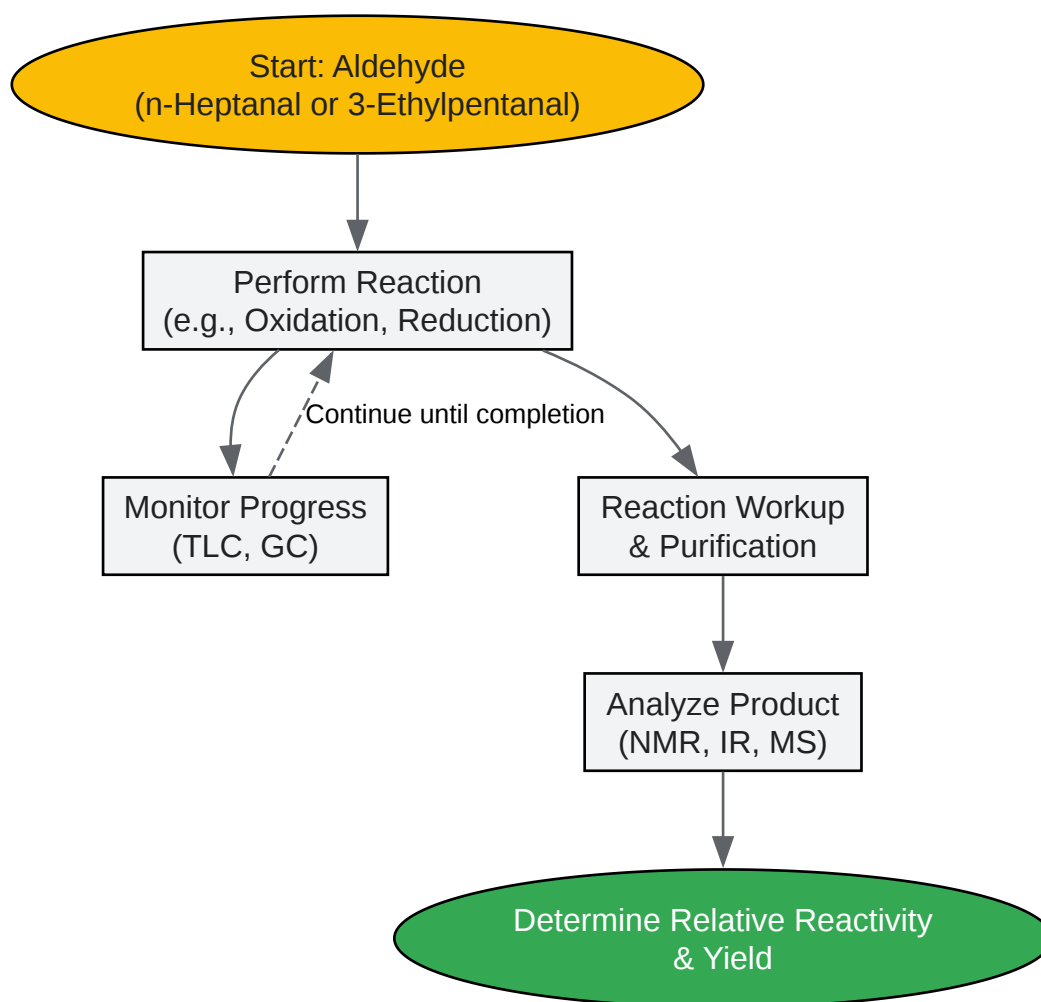 Start: Aldehyde
(n-Heptanal or 3-Ethylpentanal)
Perform Reaction
(e.g., Oxidation, Reduction)
Continue until completion
Monitor Progress
(TLC, GC)
Reaction Workup
& Purification
Analyze Product
(NMR, IR, MS)
Determine Relative Reactivity
& Yield